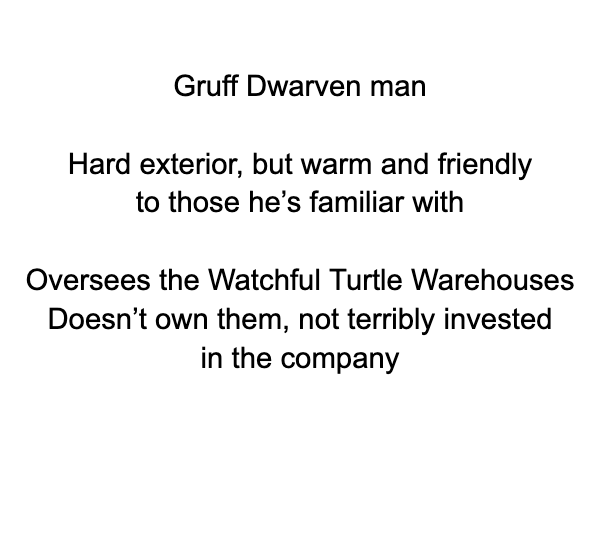 Gruff Dwarven man
Hard exterior, but warm and friendly
to those he’s familiar with
Oversees the Watchful Turtle Warehouses
Doesn’t own them, not terribly invested
in the company